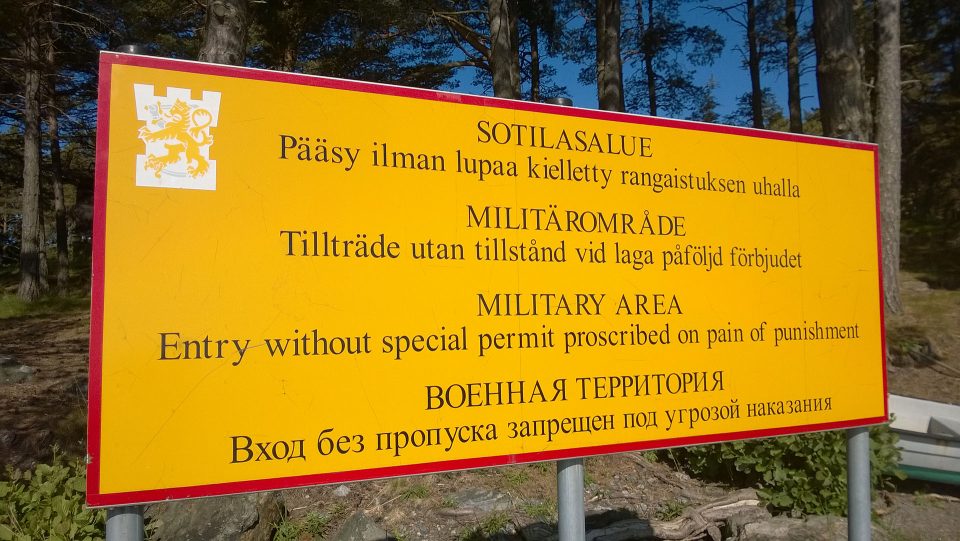 SOTILASALUE
Pääsy ilman lupaa kielletty rangaistuksen uhalla
MILITÄROMRÅDE
Tillträde utan tillstånd vid laga påföljd förbjudet
MILITARY AREA
Entry without special permit proscribed on pain of punishment
ВОЕННАЯ ТЕРРИТОРИЯ
Вход без пропуска запрещен под угрозой наказания